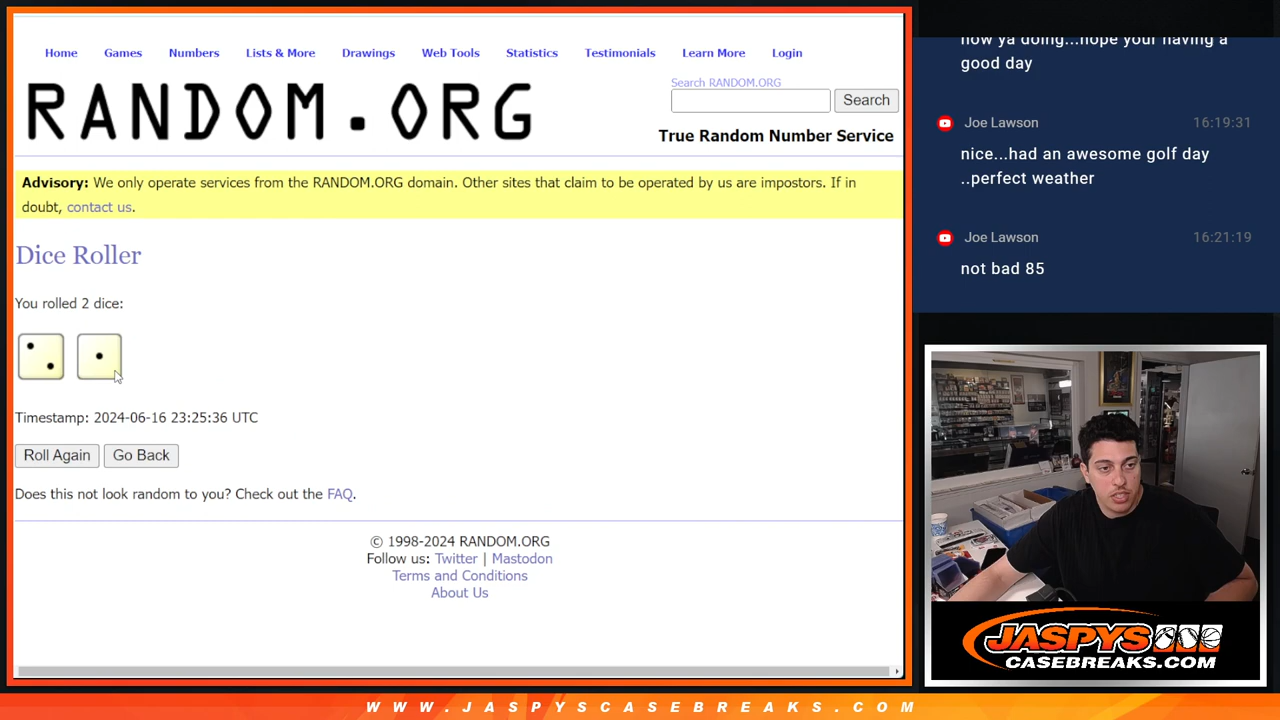 Home Games Numbers Lists & More Drawings Web Tools Statistics Testimonials Learn More Login
RANDOM.ORG
Search RANDOM.ORG
Search
True Random Number Service
Advisory: We only operate services from the RANDOM.ORG domain. Other sites that claim to be operated by us are impostors. If in
doubt, contact us.
Dice Roller
You rolled 2 dice:
Timestamp: 2024-06-16 23:25:36 UTC
Roll Again Go Back
Does this not look random to you? Check out the FAQ.
© 1998-2024 RANDOM.ORG
Follow us: Twitter | Mastodon
Terms and Conditions
About Us
how ya doing...hope your having a
good day
Joe Lawson 16:19:31
nice...had an awesome golf day
..perfect weather
Joe Lawson 16:21:19
not bad 85
JASPYS
CASEBREAKS.COM
WWW.JASPYSCASEBREAKS.COM